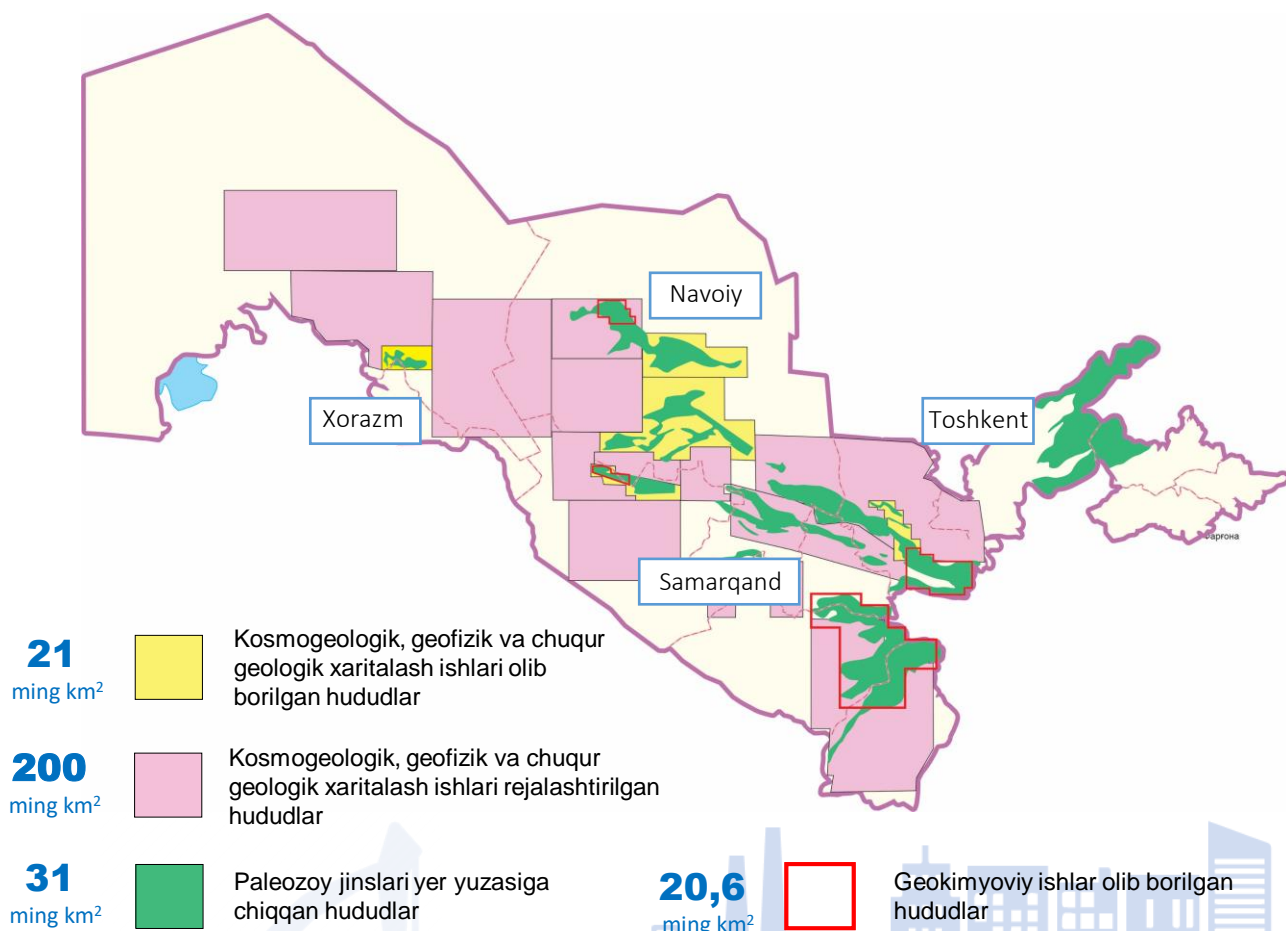 Navoiy
Xorazm
Toshkent
Фарғона
Samarqand
21
ming km²
Kosmogeologik, geofizik va chuqur
geologik xaritalash ishlari olib
borilgan hududlar
200
ming km²
Kosmogeologik, geofizik va chuqur
geologik xaritalash ishlari rejalashtirilgan
hududlar
31
ming km²
Paleozoy jinslari yer yuzasiga
chiqqan hududlar
20,6
ming km²
Geokimyoviy ishlar olib borilgan
hududlar